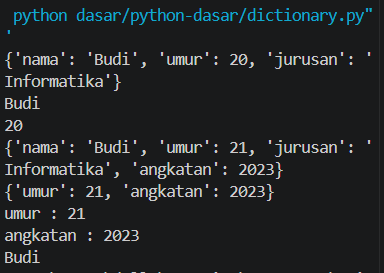 python dasar/python-dasar/dictionary.py"
'
{'nama': 'Budi', 'umur': 20, 'jurusan': '
Informatika'}
Budi
20
{'nama': 'Budi', 'umur': 21, 'jurusan': '
Informatika', 'angkatan': 2023}
{'umur': 21, 'angkatan': 2023}
umur : 21
angkatan : 2023
Budi